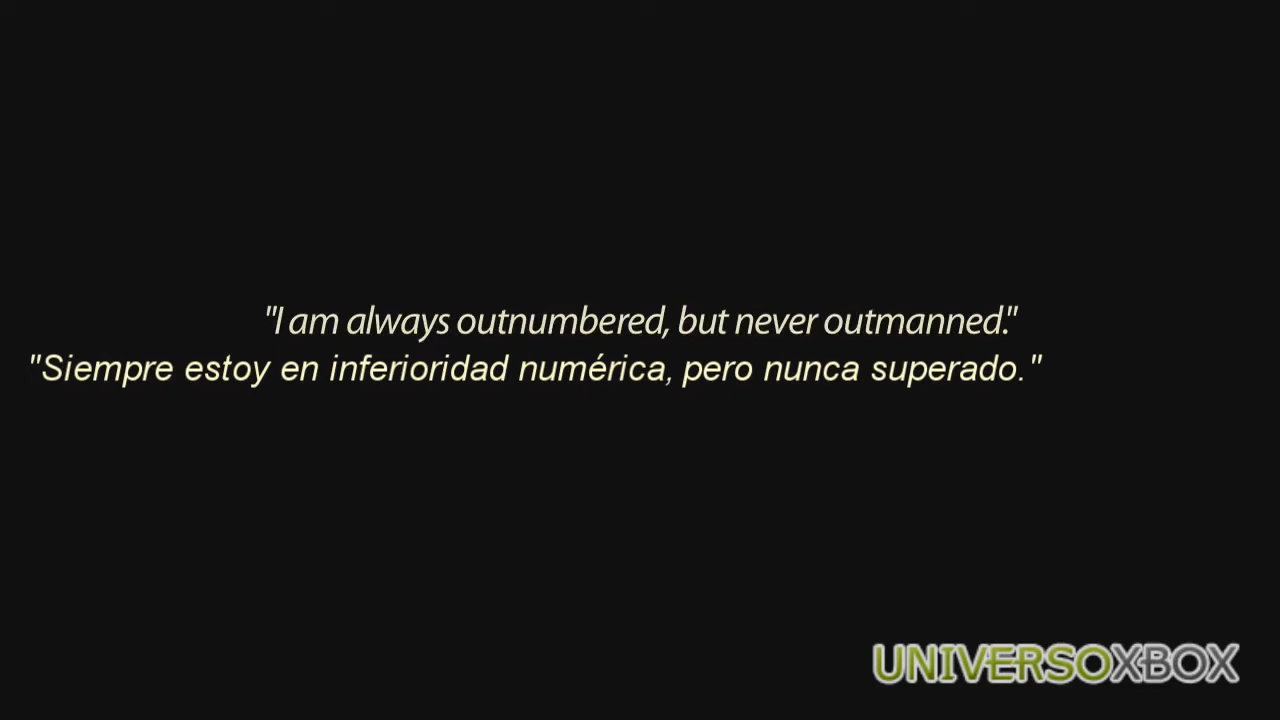 "I am always outnumbered, but never outmanned."
"Siempre estoy en inferioridad numérica, pero nunca superado."
UNIVERSOXBOX